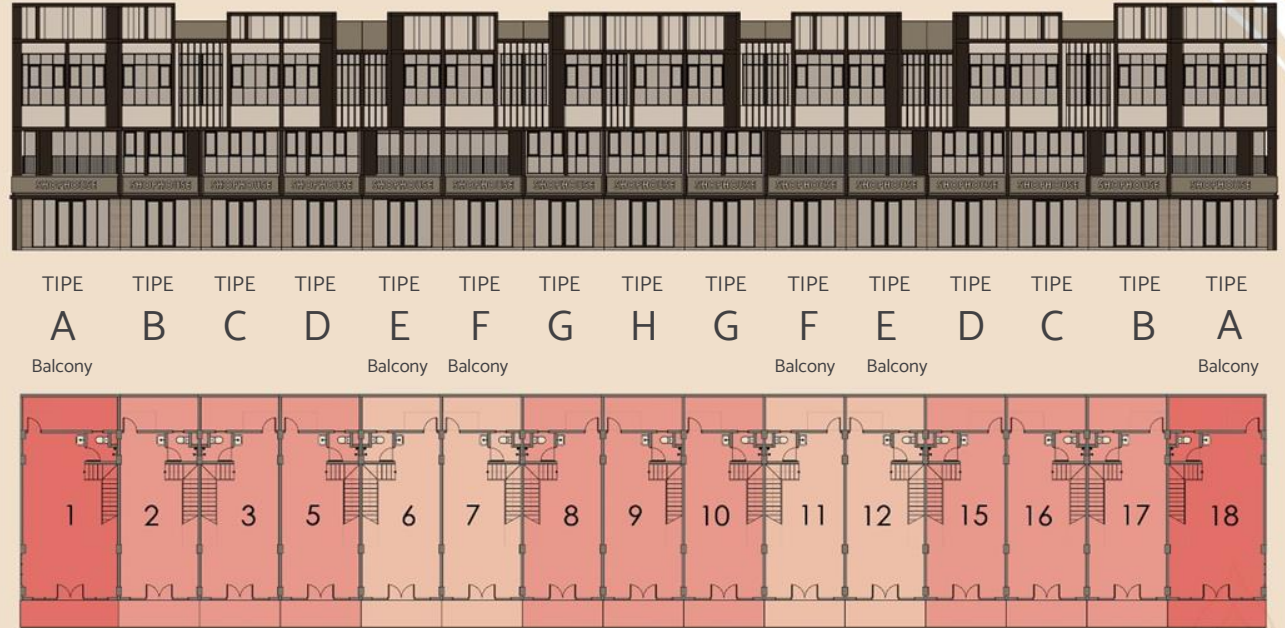 SHOPHOUSE SHOPHOUSE SHOPHOUSE SHOPHOUSE SHOPHOUSE SHOPHOUSE SHOPHOUSE SHOPHOUSE SHOPHOUSE SHOPHOUSE SHOPHOUSE SHOPHOUSE SHOPHOUSE SHOPHOUSE SHOPHOUSE
TIPE TIPE TIPE TIPE TIPE TIPE TIPE TIPE TIPE TIPE TIPE TIPE TIPE TIPE TIPE
A B C D E F G H G F E D C B A
Balcony Balcony Balcony Balcony Balcony Balcony
1 2 3 5 6 7 8 9 10 11 12 15 16 17 18